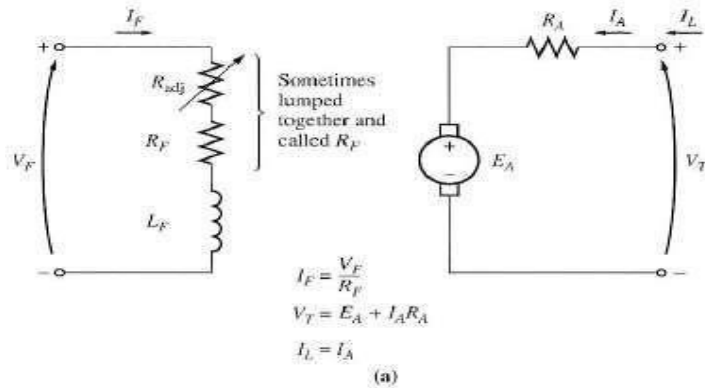 I_F
R_A
I_A
I_L
+
+
R_adj
Sometimes
lumped
together and
called R_F
R_F
V_F
+
−
E_A
V_T
L_F
−
−
I_F = V_F / R_F
V_T = E_A + I_A R_A
I_L = I_A
(a)